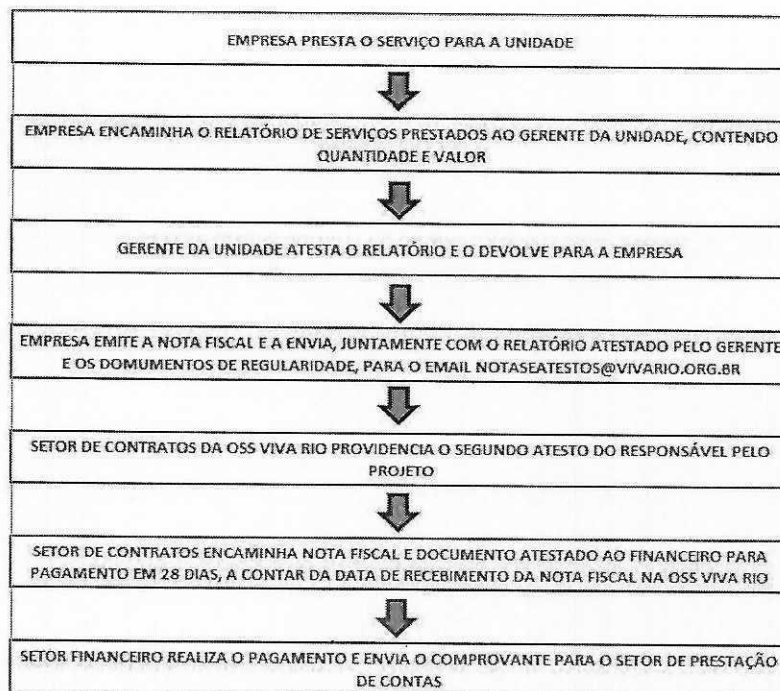 EMPRESA PRESTA O SERVIÇO PARA A UNIDADE
EMPRESA ENCAMINHA O RELATÓRIO DE SERVIÇOS PRESTADOS AO GERENTE DA UNIDADE, CONTENDO
QUANTIDADE E VALOR
GERENTE DA UNIDADE ATESTA O RELATÓRIO E O DEVOLVE PARA A EMPRESA
EMPRESA EMITE A NOTA FISCAL E A ENVIA, JUNTAMENTE COM O RELATÓRIO ATESTADO PELO GERENTE
E OS DOMUMENTOS DE REGULARIDADE, PARA O EMAIL NOTASEATESTOS@VIVARIO.ORG.BR
SETOR DE CONTRATOS DA OSS VIVA RIO PROVIDENCIA O SEGUNDO ATESTO DO RESPONSÁVEL PELO
PROJETO
SETOR DE CONTRATOS ENCAMINHA NOTA FISCAL E DOCUMENTO ATESTADO AO FINANCEIRO PARA
PAGAMENTO EM 28 DIAS, A CONTAR DA DATA DE RECEBIMENTO DA NOTA FISCAL NA OSS VIVA RIO
SETOR FINANCEIRO REALIZA O PAGAMENTO E ENVIA O COMPROVANTE PARA O SETOR DE PRESTAÇÃO
DE CONTAS